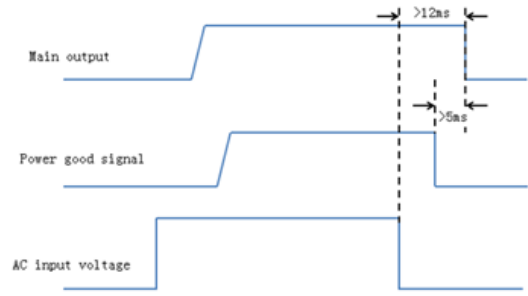 >12ms
Main output
>5ms
Power good signal
AC input voltage